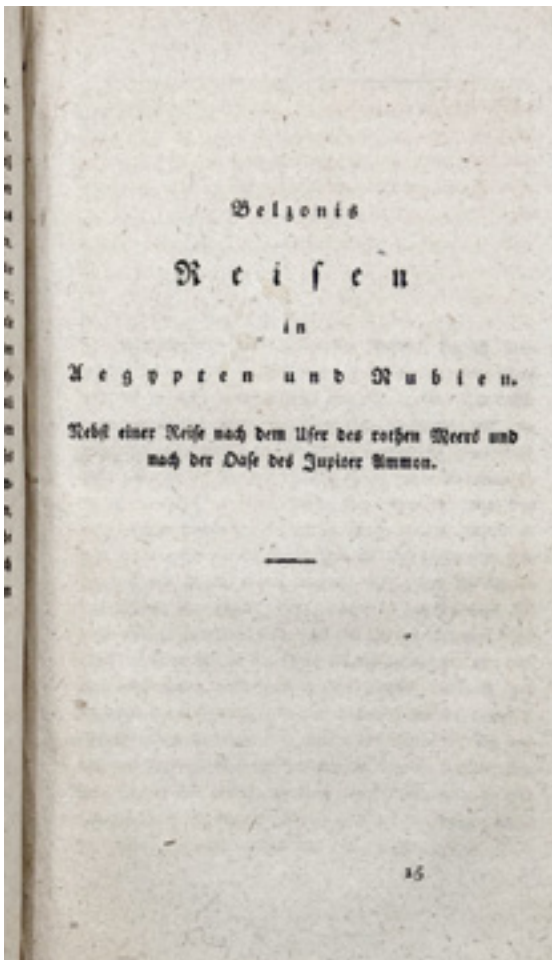 Belzonis
Reisen
in
Aegypten und Nubien.
Nebst einer Reise nach dem Ufer des rothen Meers und
nach der Oase des Jupiter Ammon.
15